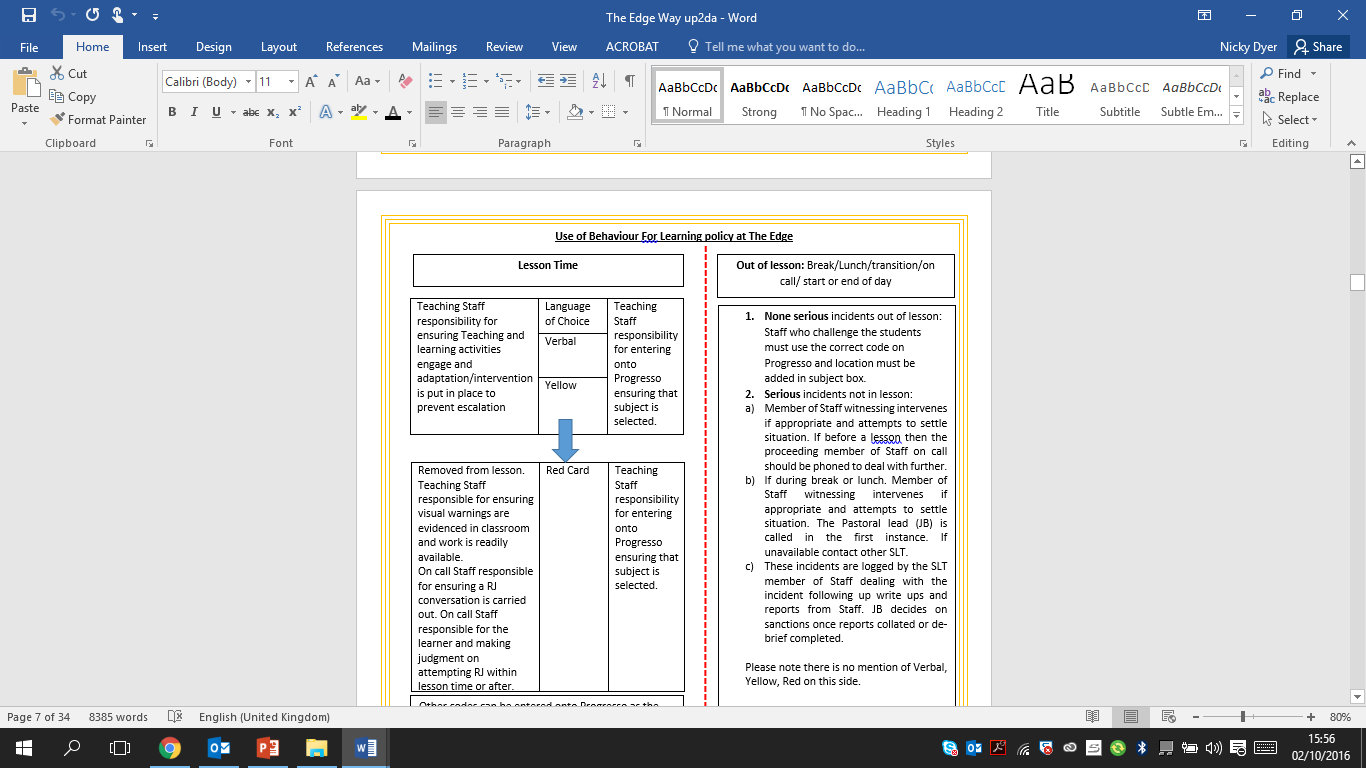 The Edge Way up2da - Word
File Home Insert Design Layout References Mailings Review View ACROBAT Tell me what you want to do... Nicky Dyer Share
Paste
Cut
Copy
Format Painter
Clipboard
Calibri (Body) 11
Font
Paragraph
AaBbCcDc AaBbCcDc AaBbCcDc AaBbC( AaBbCcD AaB AaBbCcD AaBbCcDc
¶ Normal Strong ¶ No Spac... Heading 1 Heading 2 Title Subtitle Subtle Em...
Styles
Find
Replace
Select
Editing
Use of Behaviour For Learning policy at The Edge
Lesson Time
Teaching Staff
responsibility for
ensuring Teaching and
learning activities
engage and
adaptation/intervention
is put in place to
prevent escalation
Language
of Choice
Verbal
Yellow
Teaching
Staff
responsibility
for entering
onto
Progresso
ensuring that
subject is
selected.
Removed from lesson.
Teaching Staff
responsible for ensuring
visual warnings are
evidenced in classroom
and work is readily
available.
On call Staff responsible
for ensuring a RJ
conversation is carried
out. On call Staff
responsible for the
learner and making
judgment on
attempting RJ within
lesson time or after.
Red Card
Teaching
Staff
responsibility
for entering
onto
Progresso
ensuring that
subject is
selected.
Other codes can be entered onto Progresso as the
Out of lesson: Break/Lunch/transition/on
call/ start or end of day
1. None serious incidents out of lesson:
Staff who challenge the students
must use the correct code on
Progresso and location must be
added in subject box.
2. Serious incidents not in lesson:
a) Member of Staff witnessing intervenes
if appropriate and attempts to settle
situation. If before a lesson then the
proceeding member of Staff on call
should be phoned to deal with further.
b) If during break or lunch. Member of
Staff witnessing intervenes if
appropriate and attempts to settle
situation. The Pastoral lead (JB) is
called in the first instance. If
unavailable contact other SLT.
c) These incidents are logged by the SLT
member of Staff dealing with the
incident following up write ups and
reports from Staff. JB decides on
sanctions once reports collated or de-
brief completed.
Please note there is no mention of Verbal,
Yellow, Red on this side.
Page 7 of 34 8385 words English (United Kingdom) 80%
15:56
02/10/2016